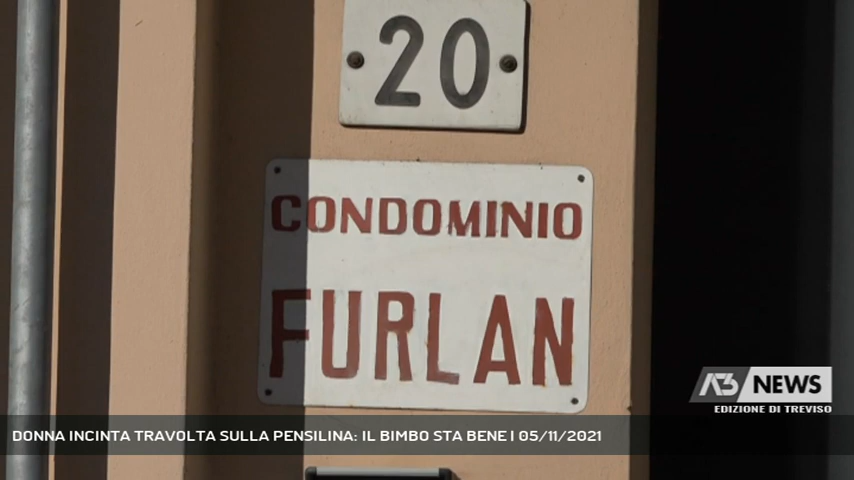 20
CONDOMINIO
FURLAN
A3 NEWS
EDIZIONE DI TREVISO
DONNA INCINTA TRAVOLTA SULLA PENSILINA: IL BIMBO STA BENE | 05/11/2021